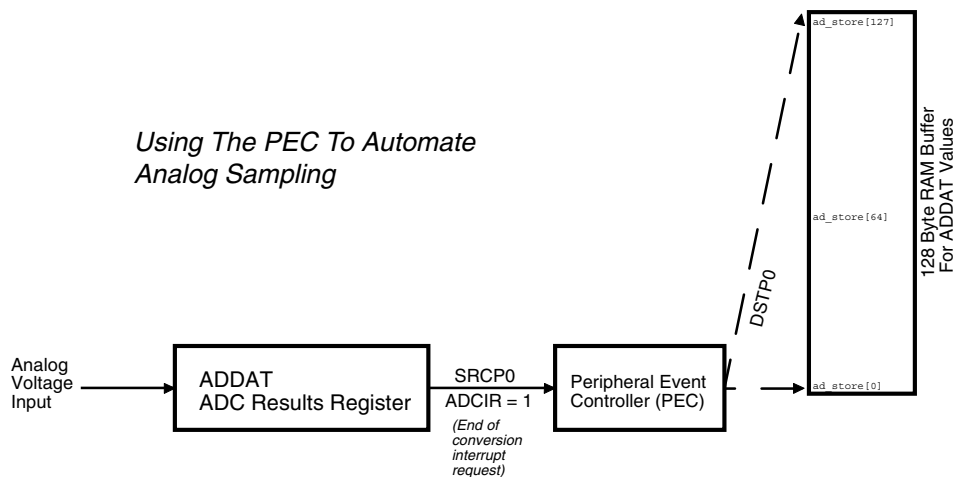 ad_store[127]
Using The PEC To Automate
Analog Sampling
128 Byte RAM Buffer
For ADDAT Values
ad_store[64]
DSTP0
Analog
Voltage
Input
ADDAT
ADC Results Register
SRCP0
ADCIR = 1
(End of
conversion
interrupt
request)
Peripheral Event
Controller (PEC)
ad_store[0]